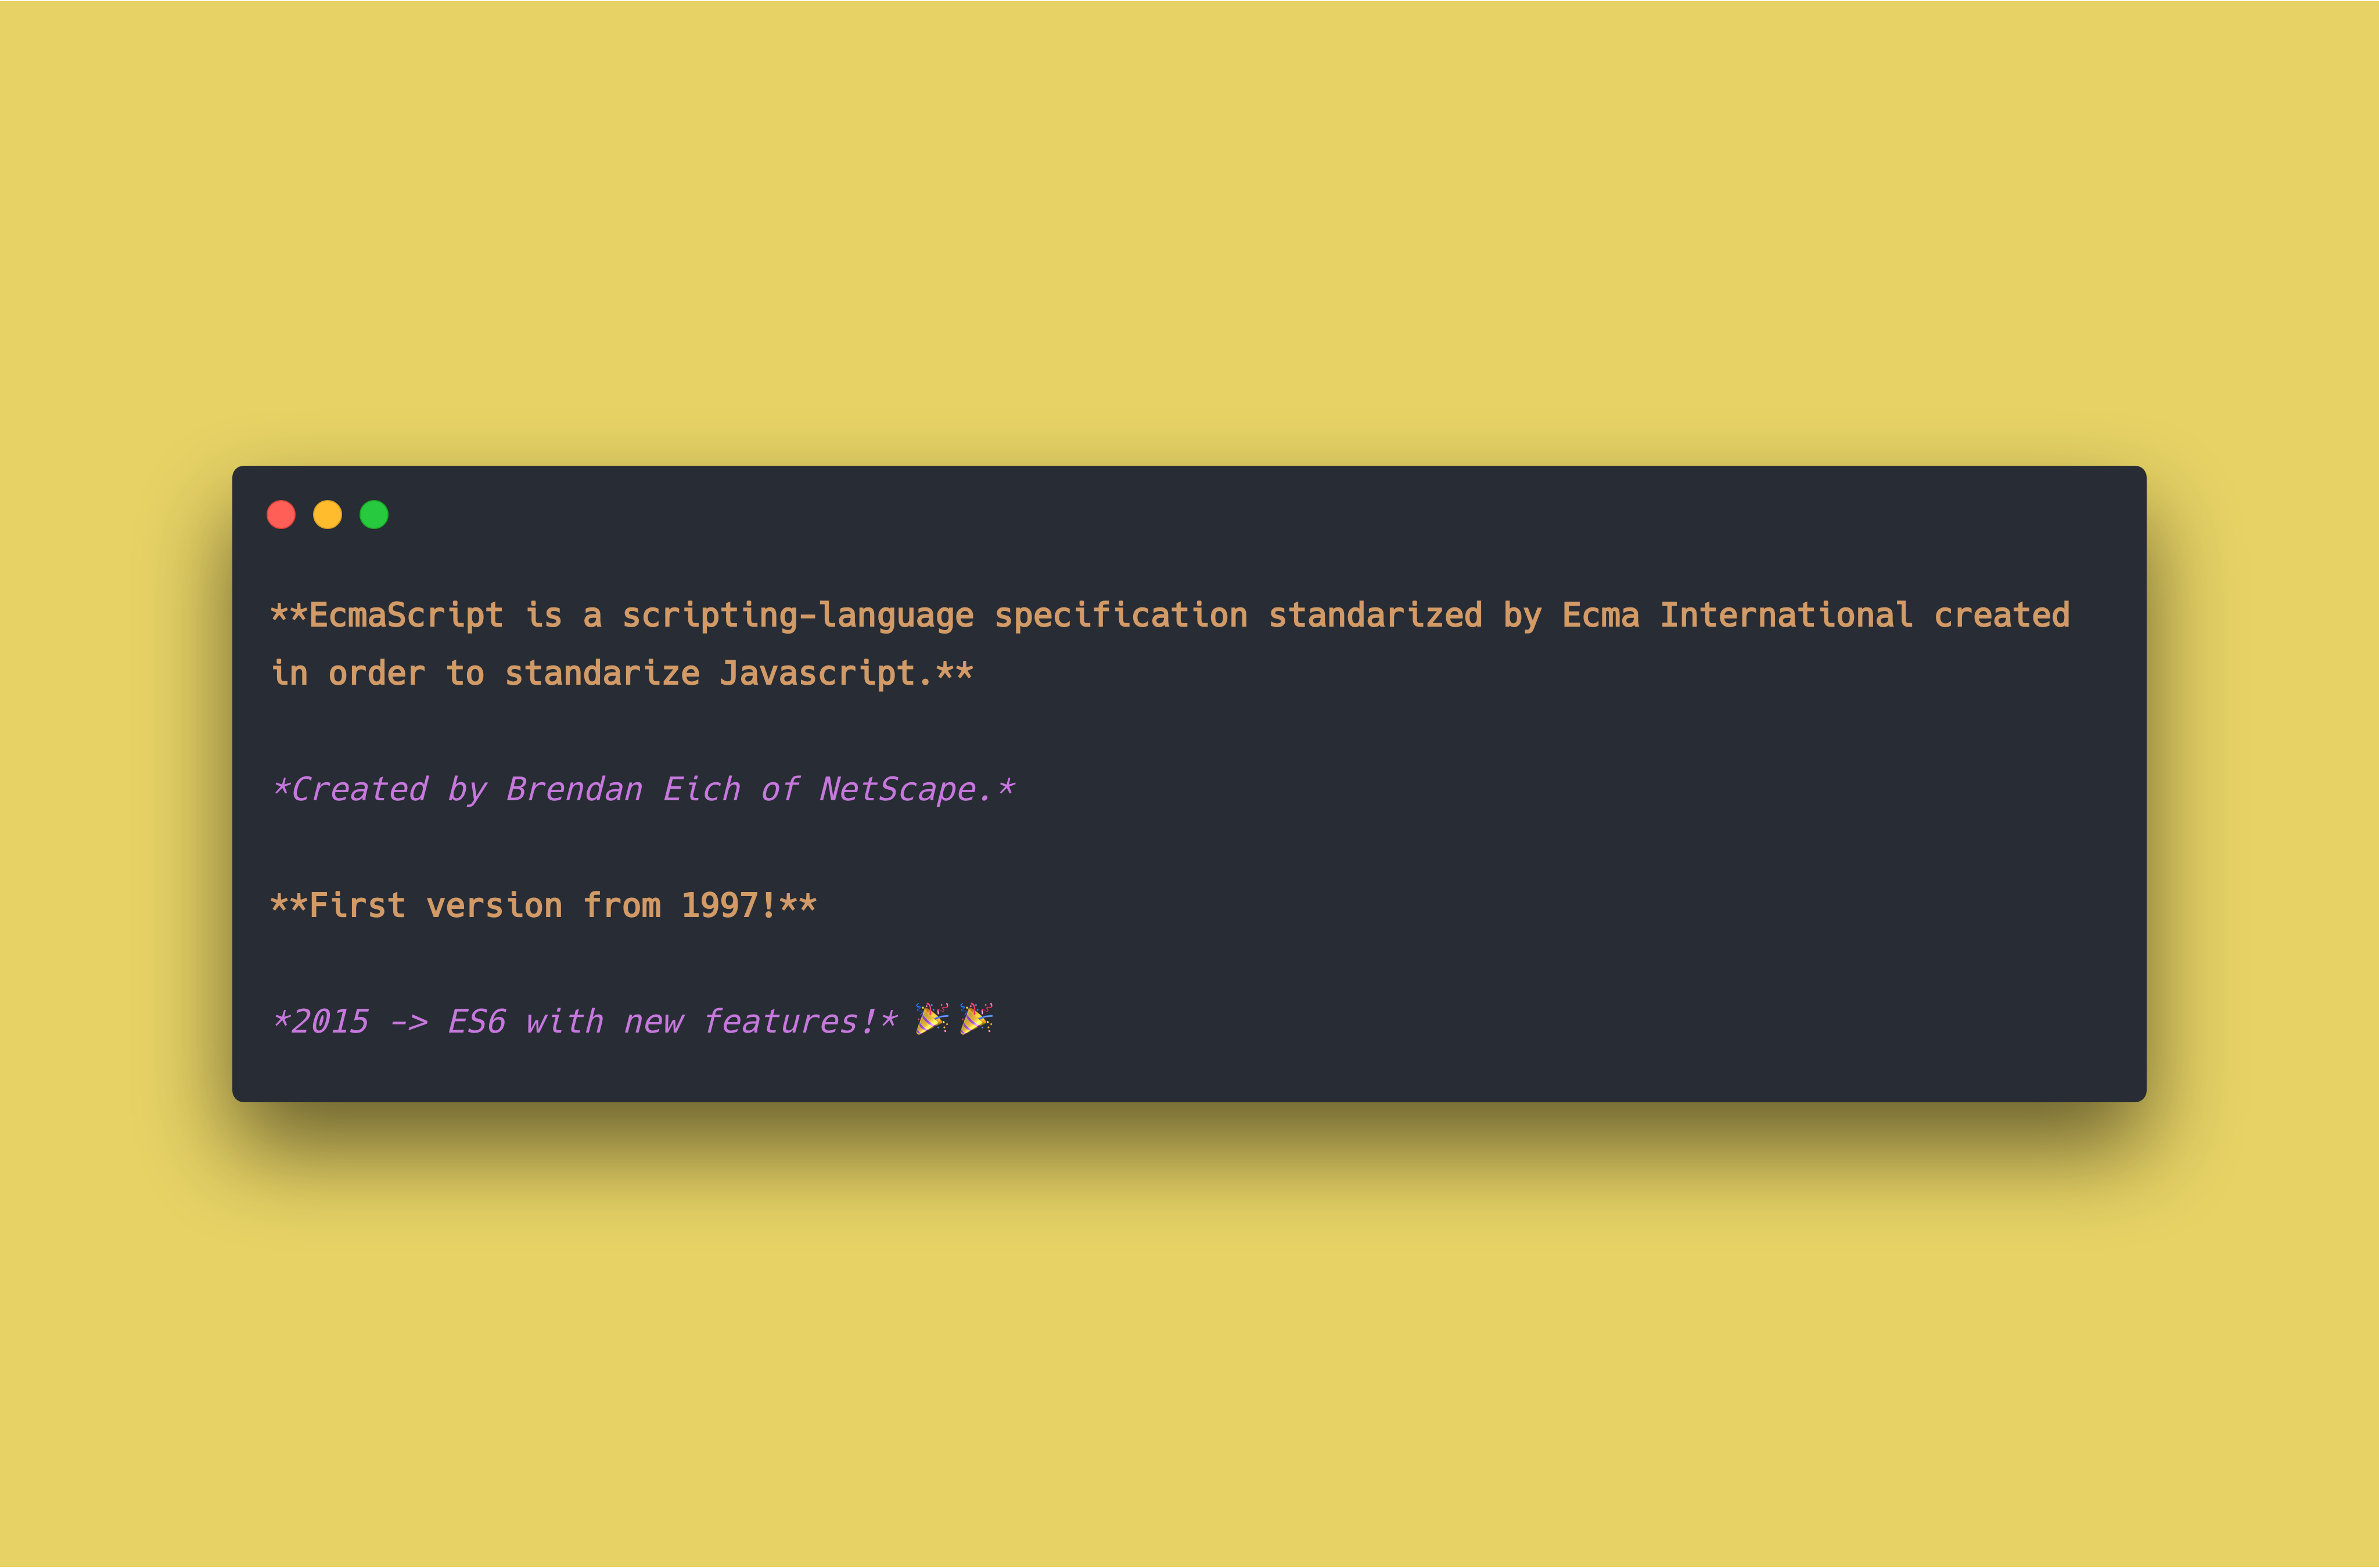 **EcmaScript is a scripting-language specification standarized by Ecma International created
in order to standarize Javascript.**
*Created by Brendan Eich of NetScape.*
**First version from 1997!**
*2015 -> ES6 with new features!* 🎉🎉